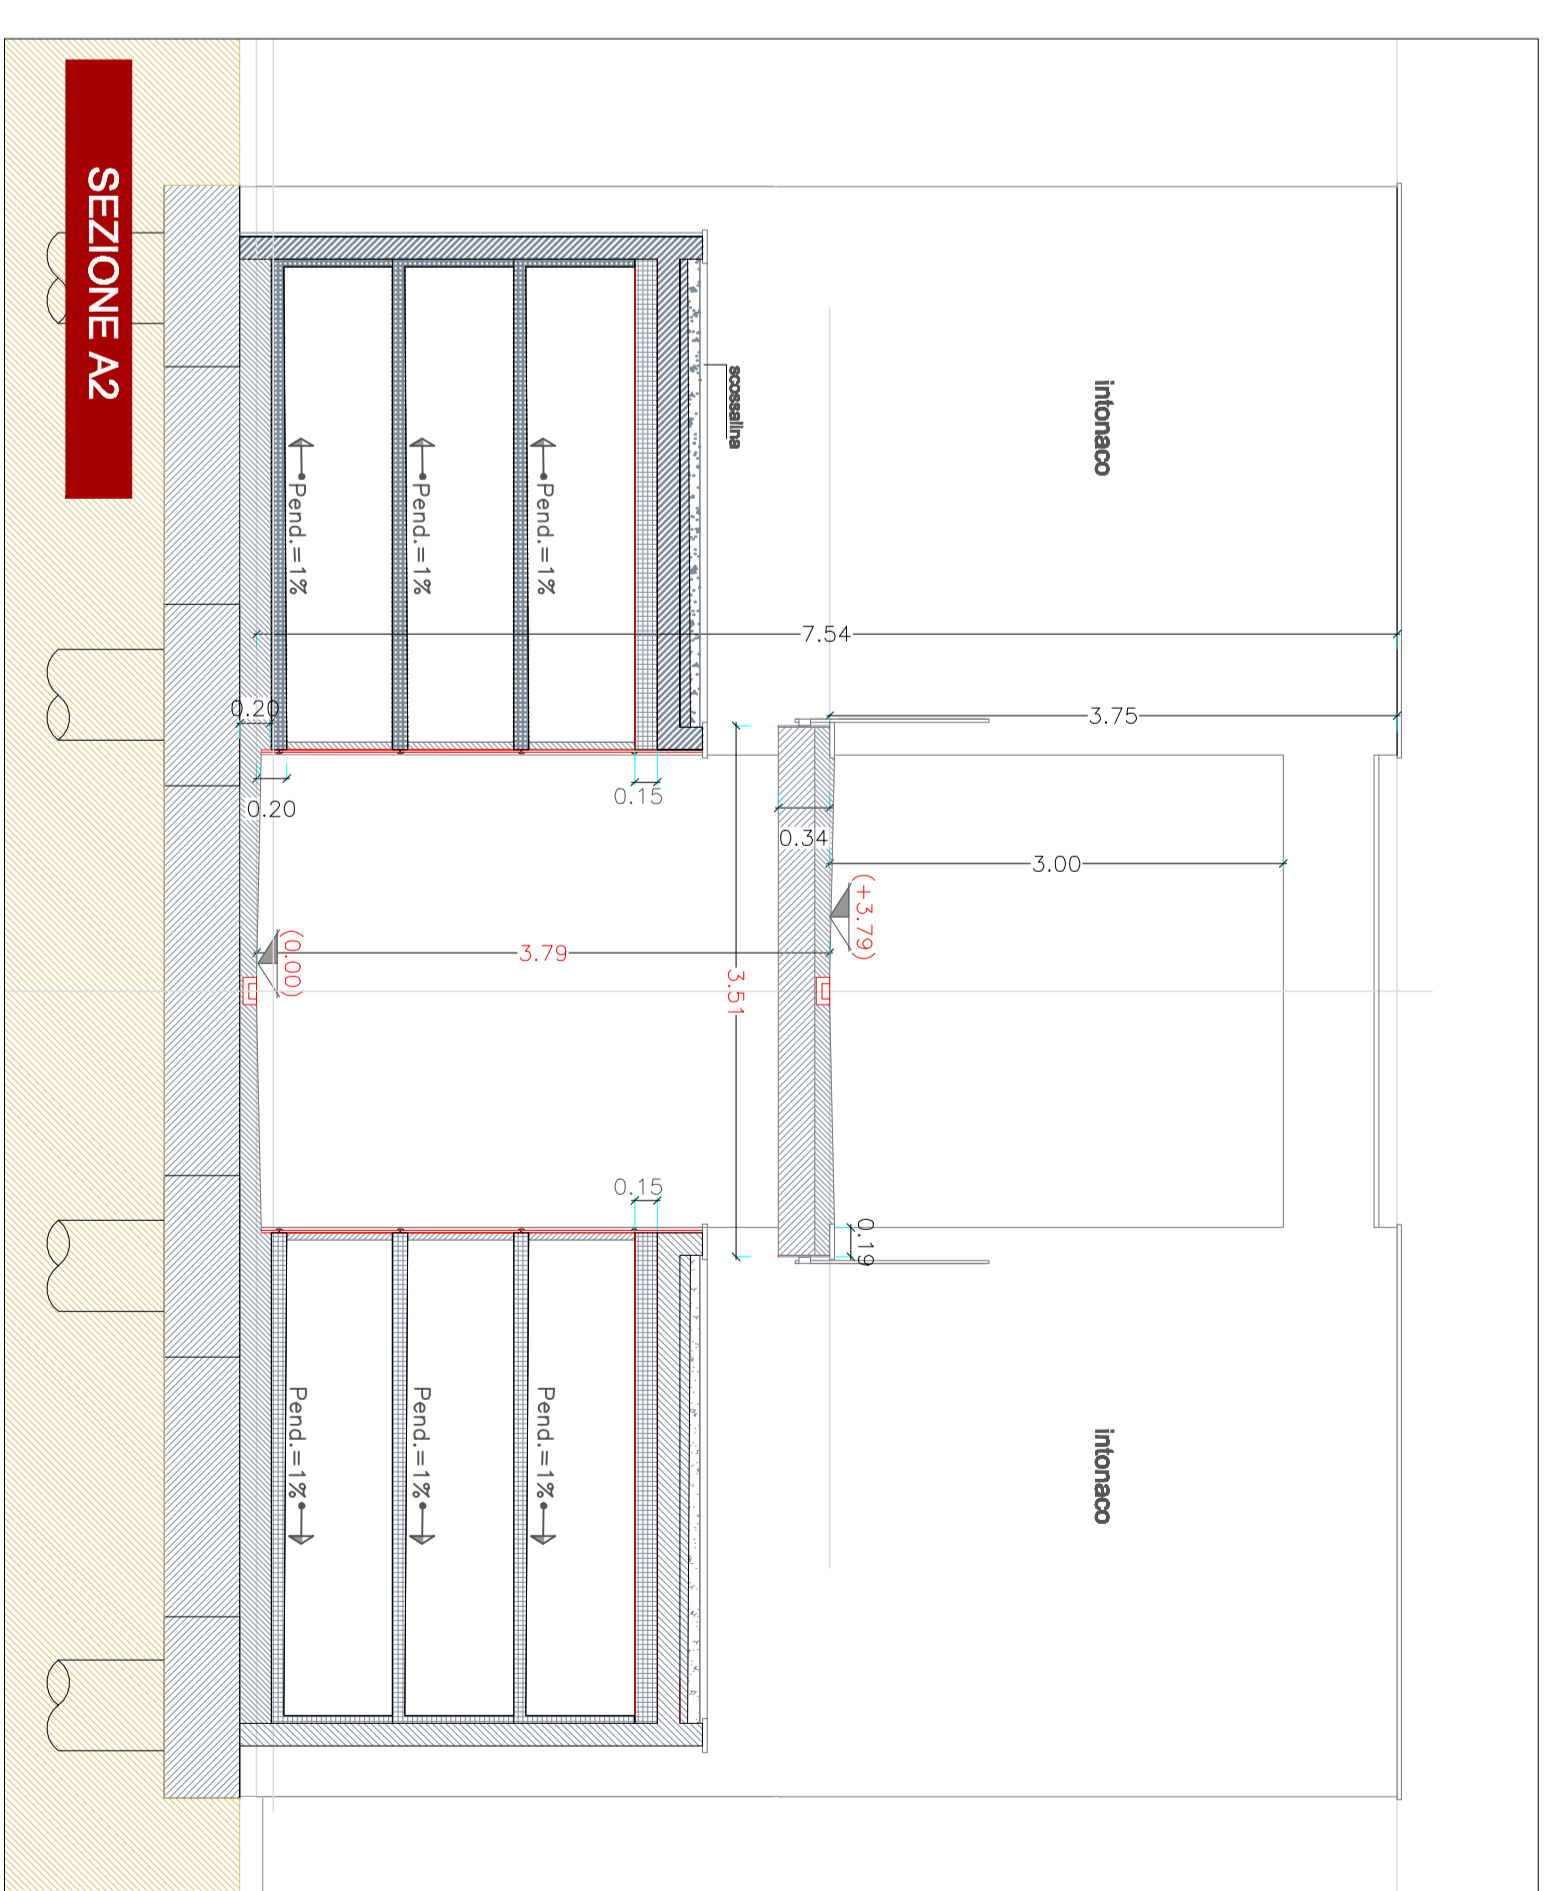 SEZIONE A2
intonaco
intonaco
scossalina
7.54
3.75
3.00
(+3.79)
0.19
0.34
3.51
3.79
0.15
0.15
Pend.=1%
Pend.=1%
Pend.=1%
Pend.=1%
Pend.=1%
Pend.=1%
0.20
0.20
(0.00)